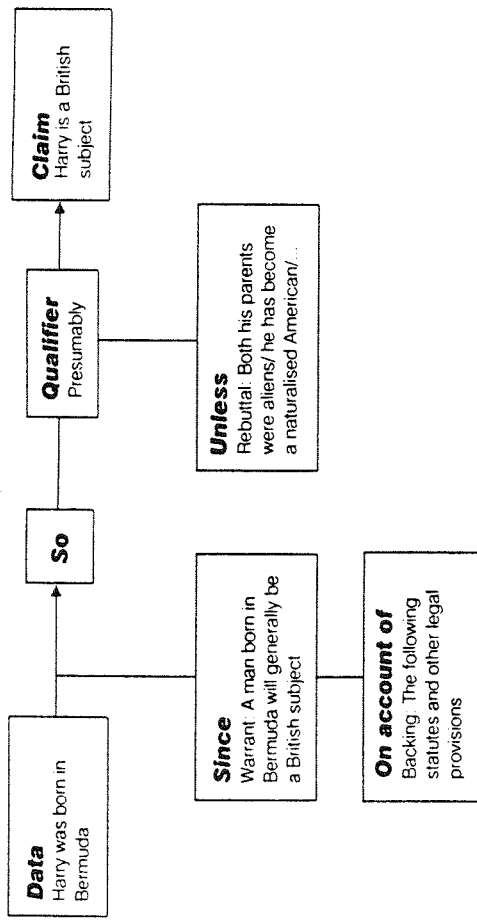 Data
Harry was born in
Bermuda
So
Qualifier
Presumably
Claim
Harry is a British
subject
Since
Warrant: A man born in
Bermuda will generally be
a British subject
Unless
Rebuttal: Both his parents
were aliens/ he has become
a naturalised American/...
On account of
Backing: The following
statutes and other legal
provisions